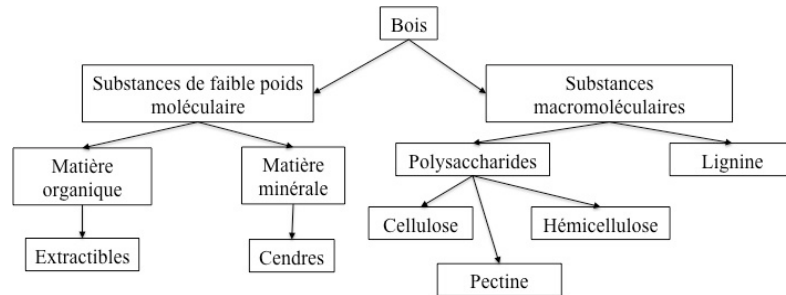 Bois
Substances de faible poids
moléculaire
Substances
macromoléculaires
Matière
organique
Matière
minérale
Polysaccharides
Lignine
Cellulose
Hémicellulose
Extractibles
Cendres
Pectine